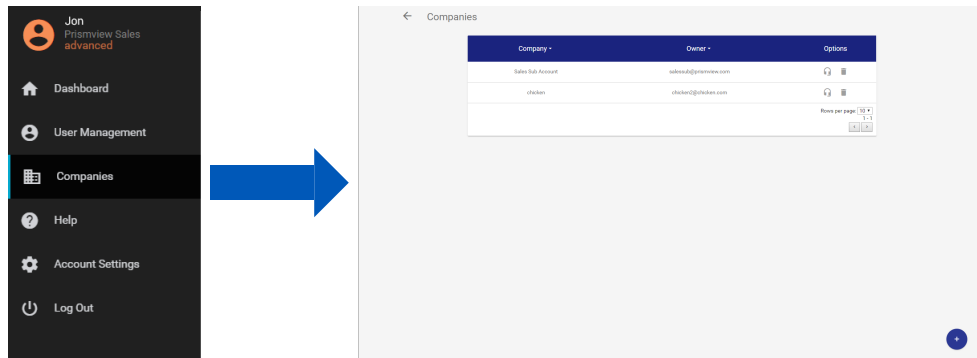 Jon
Prismview Sales
advanced
Dashboard
User Management
Companies
Help
Account Settings
Log Out
Companies
Company Owner Options
Sales Sub Account salessub@prismview.com
chicken chicken2@chicken.com
Rows per page: 10
1 - 1